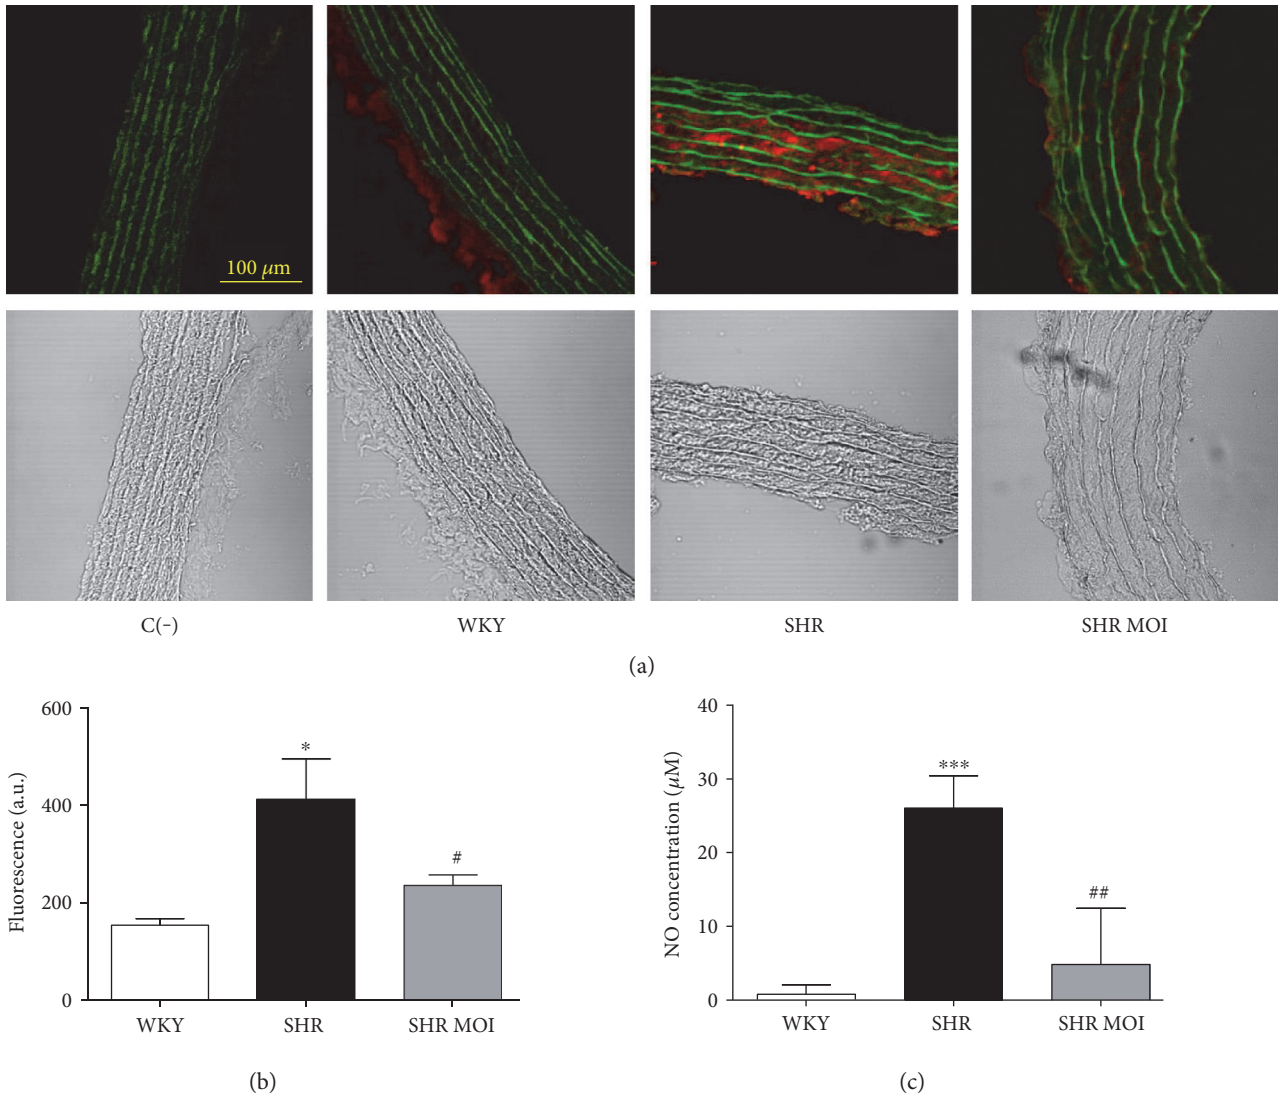 100 μm
C(–) WKY SHR SHR MOI
(a)
600
400
200
0
Fluorescence (a.u.)
*
#
WKY SHR SHR MOI
(b)
40
30
20
10
0
NO concentration (μM)
***
##
WKY SHR SHR MOI
(c)